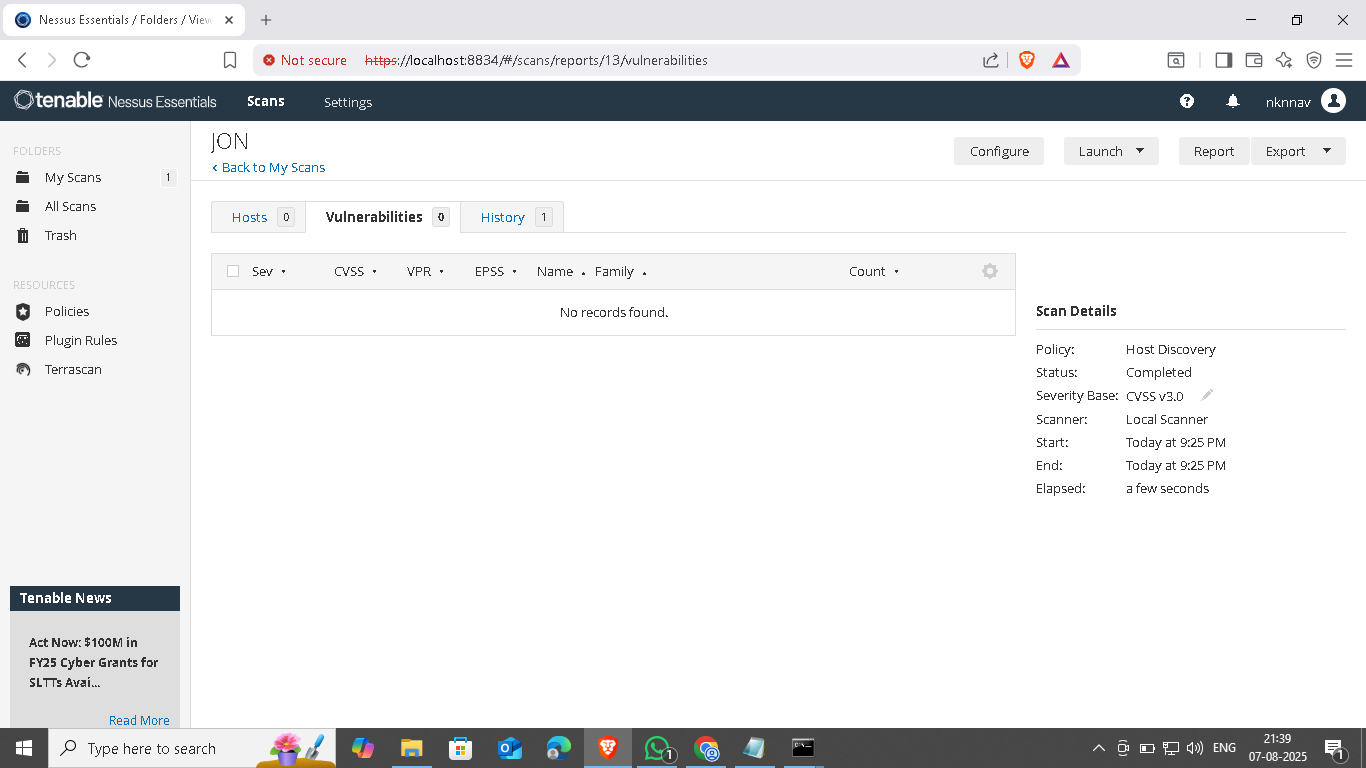 Nessus Essentials / Folders / View
Not secure https://localhost:8834/#/scans/reports/13/vulnerabilities
tenable Nessus Essentials Scans Settings nknnav
FOLDERS
My Scans 1
All Scans
Trash
RESOURCES
Policies
Plugin Rules
Terrascan
Tenable News
Act Now: $100M in
FY25 Cyber Grants for
SLTTs Avai...
Read More
JON
Back to My Scans
Configure Launch Report Export
Hosts 0 Vulnerabilities 0 History 1
Sev CVSS VPR EPSS Name Family Count
No records found.
Scan Details
Policy: Host Discovery
Status: Completed
Severity Base: CVSS v3.0
Scanner: Local Scanner
Start: Today at 9:25 PM
End: Today at 9:25 PM
Elapsed: a few seconds
Type here to search
1
ENG
21:39
07-08-2025
1